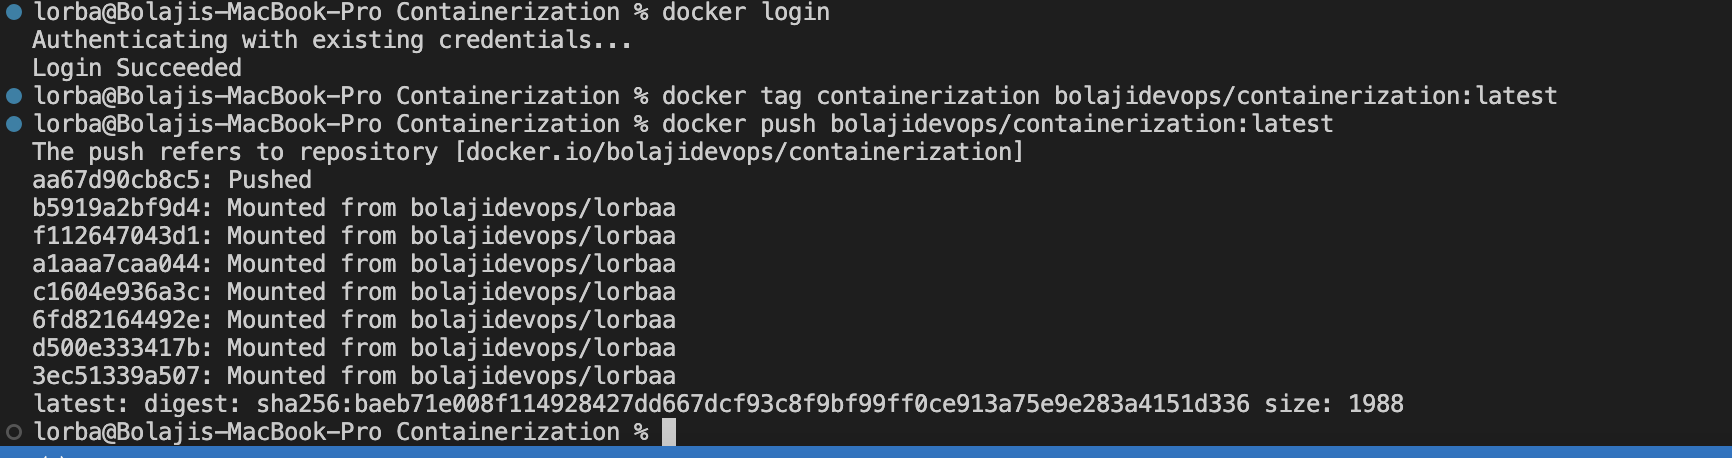 lorba@Bolajis-MacBook-Pro Containerization % docker login
Authenticating with existing credentials...
Login Succeeded
lorba@Bolajis-MacBook-Pro Containerization % docker tag containerization bolajidevops/containerization:latest
lorba@Bolajis-MacBook-Pro Containerization % docker push bolajidevops/containerization:latest
The push refers to repository [docker.io/bolajidevops/containerization]
aa67d90cb8c5: Pushed
b5919a2bf9d4: Mounted from bolajidevops/lorbaa
f112647043d1: Mounted from bolajidevops/lorbaa
a1aaa7caa044: Mounted from bolajidevops/lorbaa
c1604e936a3c: Mounted from bolajidevops/lorbaa
6fd82164492e: Mounted from bolajidevops/lorbaa
d500e333417b: Mounted from bolajidevops/lorbaa
3ec51339a507: Mounted from bolajidevops/lorbaa
latest: digest: sha256:baeb71e008f114928427dd667dcf93c8f9bf99ff0ce913a75e9e283a4151d336 size: 1988
lorba@Bolajis-MacBook-Pro Containerization %